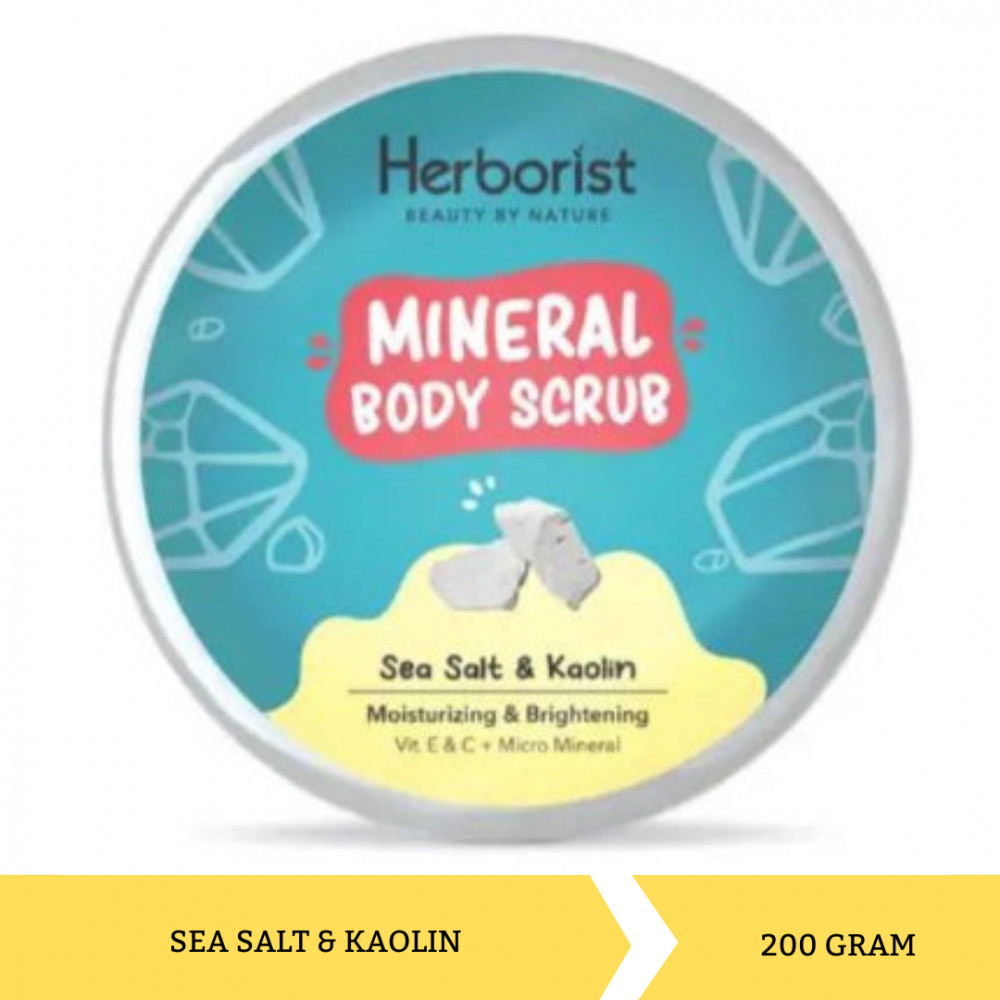 Herborist
BEAUTY BY NATURE
MINERAL
BODY SCRUB
Sea Salt & Kaolin
Moisturizing & Brightening
Vit. E & C + Micro Mineral
SEA SALT & KAOLIN
200 GRAM